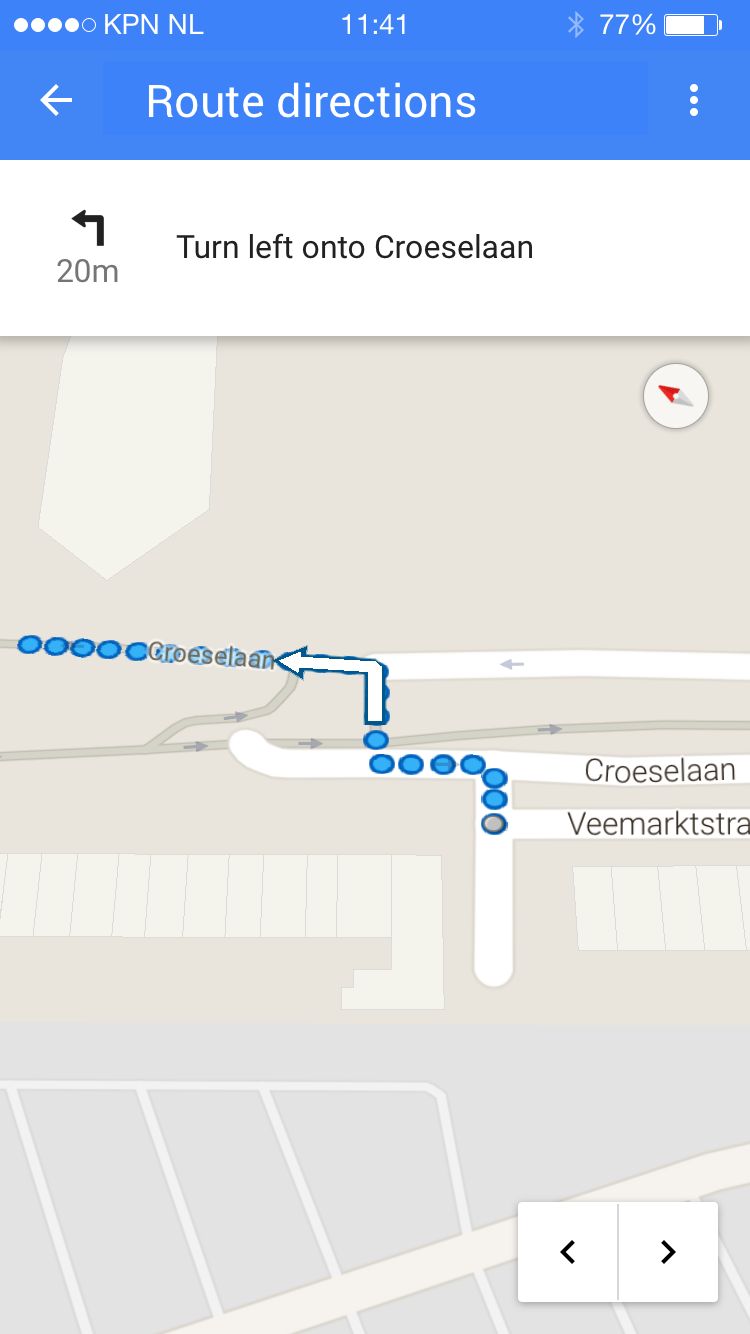 KPN NL 11:41 77%
Route directions
20m
Turn left onto Croeselaan
Croeselaan
Croeselaan
Veemarktstra